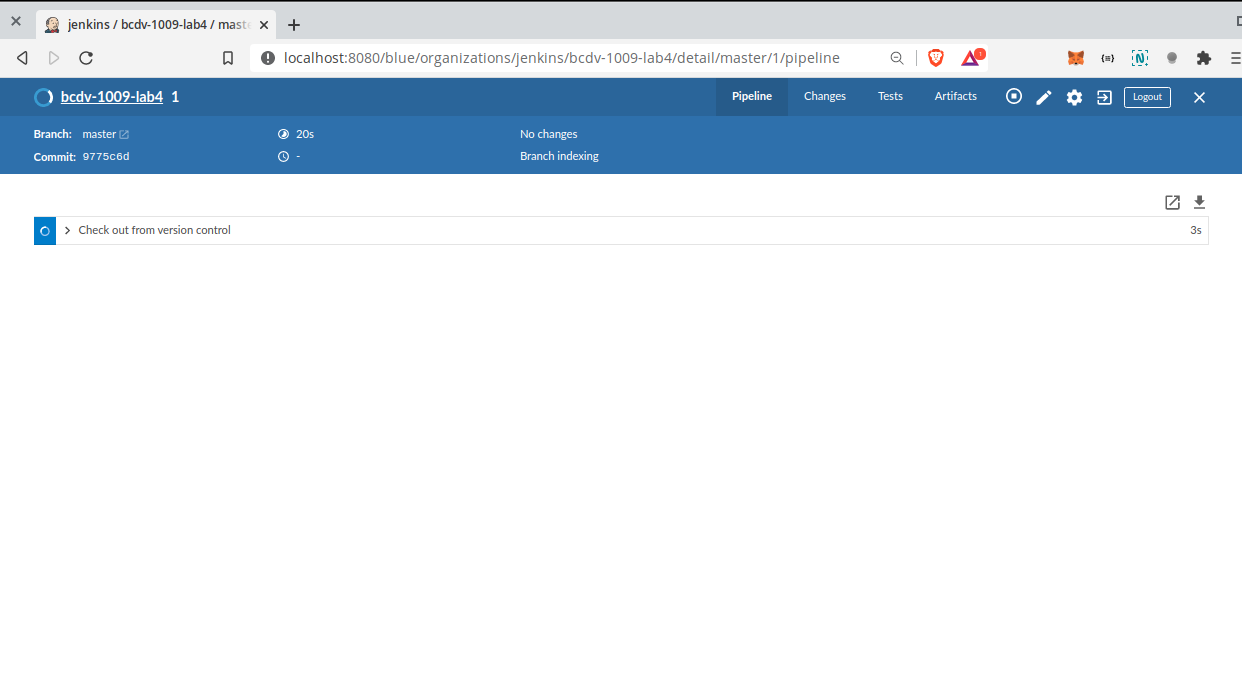 jenkins / bcdv-1009-lab4 / mast
localhost:8080/blue/organizations/jenkins/bcdv-1009-lab4/detail/master/1/pipeline
1
{≡}
N
bcdv-1009-lab4 1
Pipeline Changes Tests Artifacts Logout
Branch: master 20s No changes
Commit: 9775c6d - Branch indexing
Check out from version control 3s